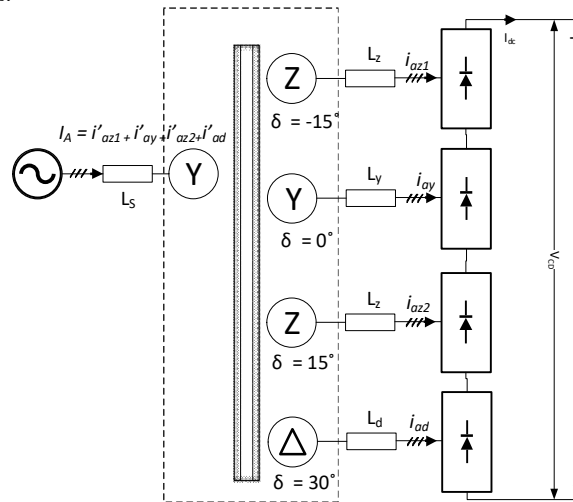 Z
L_z
i_az1
I_dc
δ = -15°
I_A = i'_az1 + i'_ay + i'_az2 + i'_ad
Y
L_S
Y
L_y
i_ay
δ = 0°
V_CD
Z
L_z
i_az2
δ = 15°
Δ
L_d
i_ad
δ = 30°